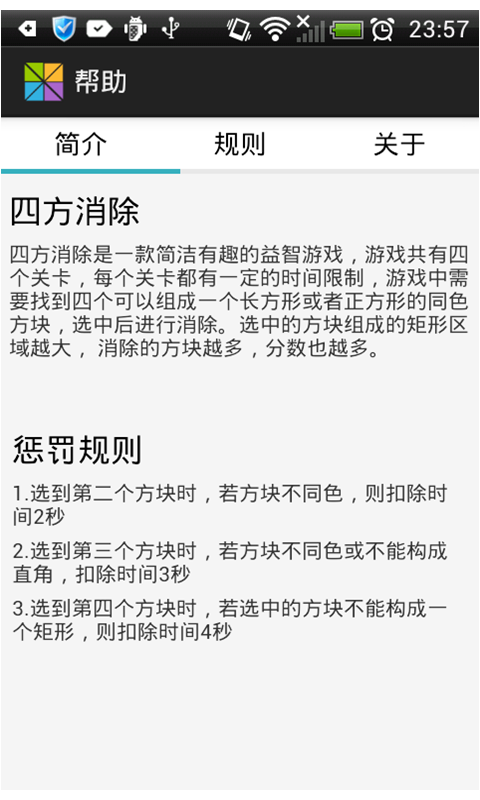 23:57
帮助
简介
规则
关于
四方消除
四方消除是一款简洁有趣的益智游戏，游戏共有四
个关卡，每个关卡都有一定的时间限制，游戏中需
要找到四个可以组成一个长方形或者正方形的同色
方块，选中后进行消除。选中的方块组成的矩形区
域越大， 消除的方块越多，分数也越多。
惩罚规则
1.选到第二个方块时，若方块不同色，则扣除时
间2秒
2.选到第三个方块时，若方块不同色或不能构成
直角，扣除时间3秒
3.选到第四个方块时，若选中的方块不能构成一
个矩形，则扣除时间4秒